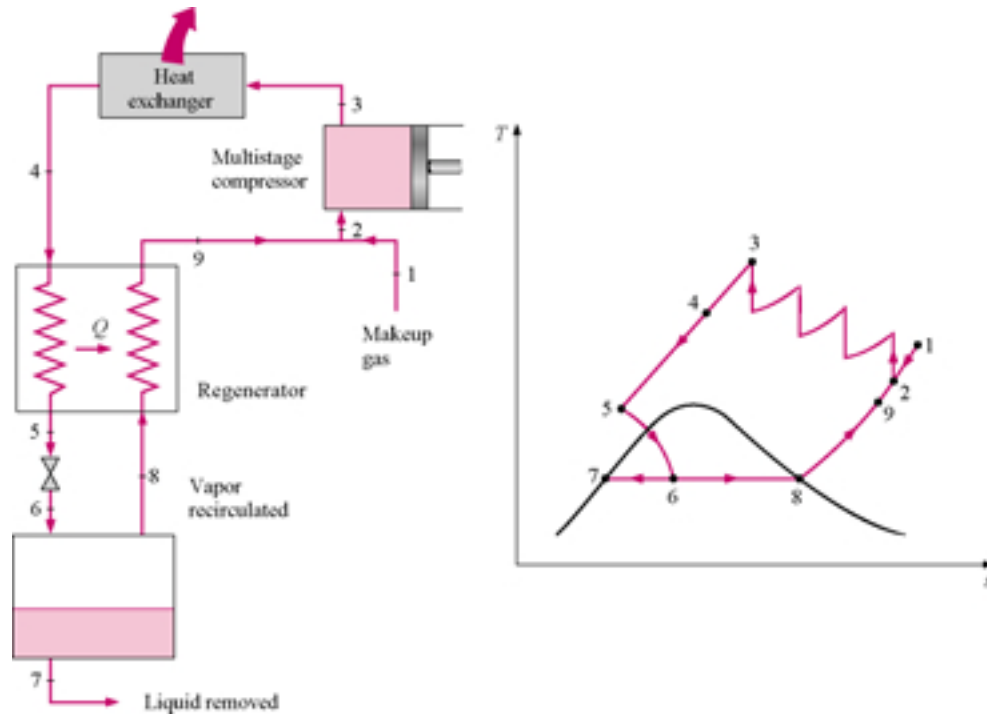 Heat
exchanger
3
Multistage
compressor
4
2
9
1
Q
Makeup
gas
Regenerator
5
8
Vapor
recirculated
6
7
Liquid removed
T
3
4
1
2
5
9
7
6
8
s